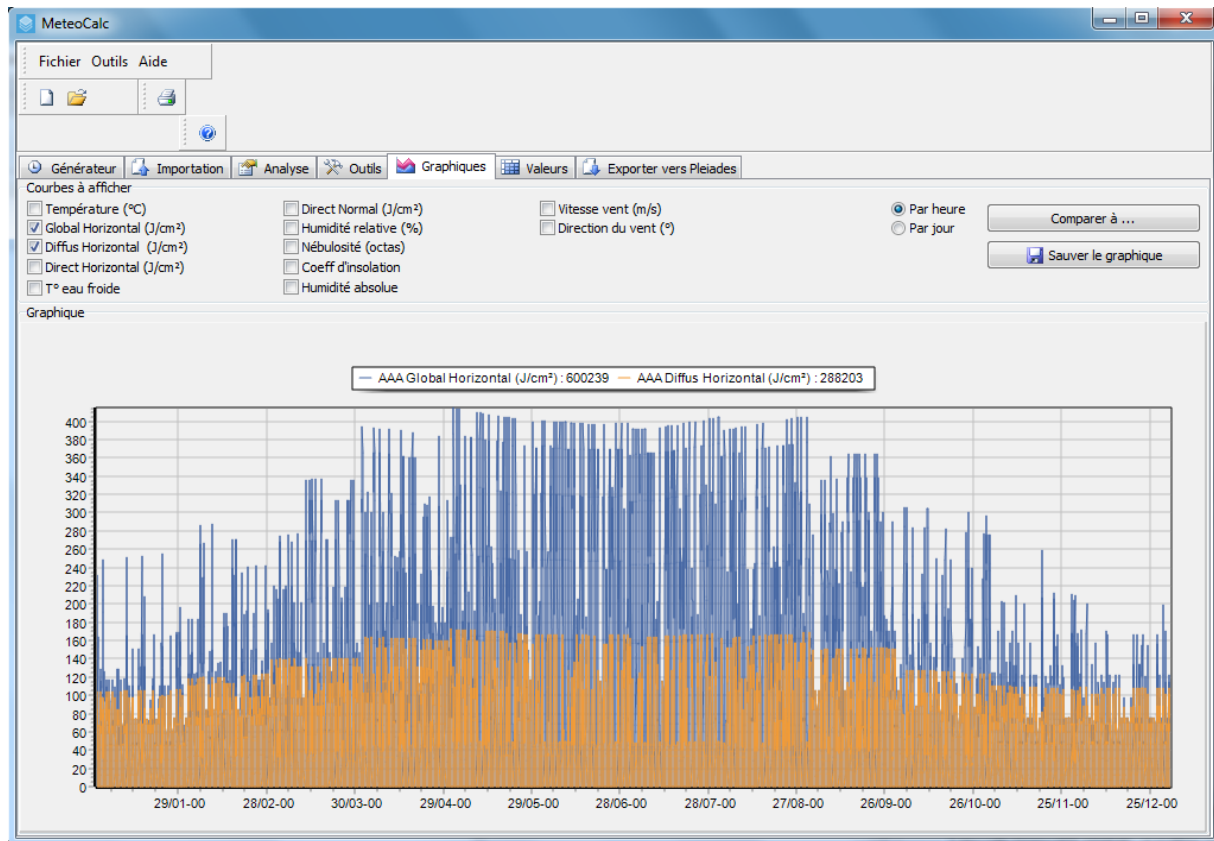 MeteoCalc
Fichier Outils Aide
Générateur Importation Analyse Outils Graphiques Valeurs Exporter vers Pleiades
Courbes à afficher
Température (°C) Direct Normal (J/cm²) Vitesse vent (m/s) Par heure Comparer à ...
Global Horizontal (J/cm²) Humidité relative (%) Direction du vent (°) Par jour
Diffus Horizontal (J/cm²) Nébulosité (octas) Sauver le graphique
Direct Horizontal (J/cm²) Coeff d'insolation
T° eau froide Humidité absolue
Graphique
AAA Global Horizontal (J/cm²) : 600239 AAA Diffus Horizontal (J/cm²) : 288203
400
380
360
340
320
300
280
260
240
220
200
180
160
140
120
100
80
60
40
20
0
29/01-00 28/02-00 30/03-00 29/04-00 29/05-00 28/06-00 28/07-00 27/08-00 26/09-00 26/10-00 25/11-00 25/12-00